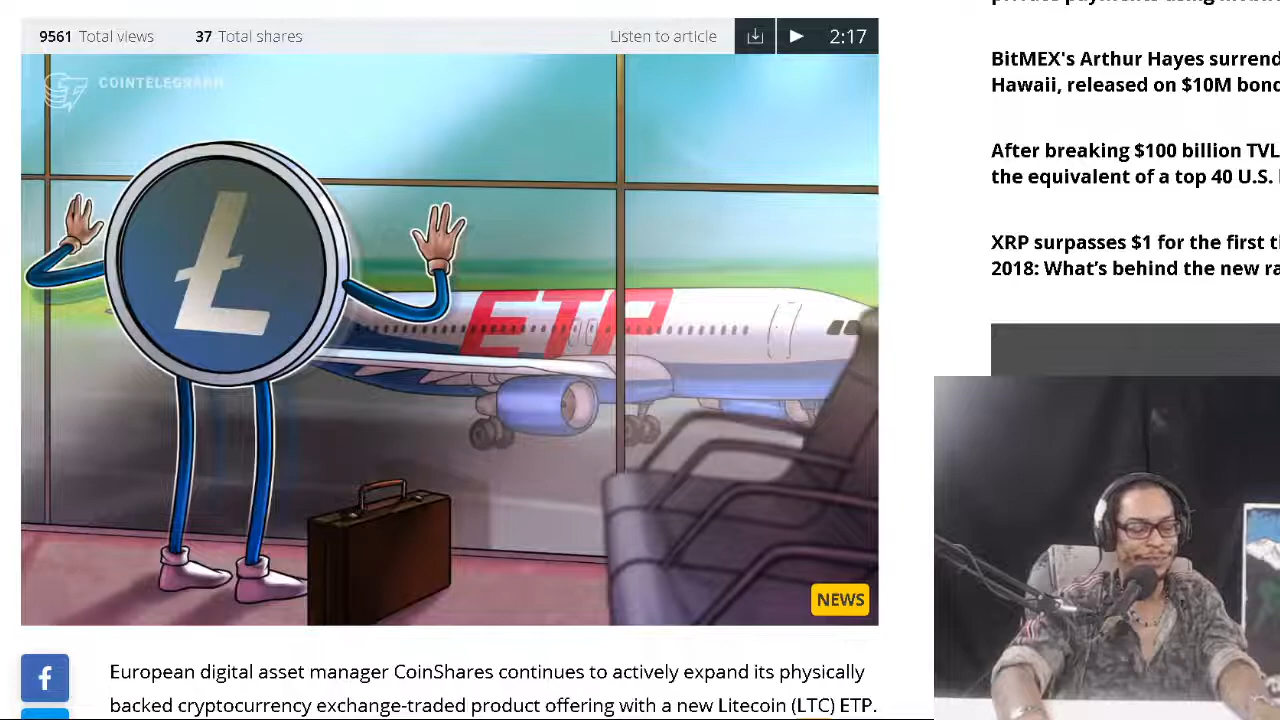 9561 Total views 37 Total shares Listen to article 2:17
COINTELEGRAPH
Ł
ETP
NEWS
f
European digital asset manager CoinShares continues to actively expand its physically
backed cryptocurrency exchange-traded product offering with a new Litecoin (LTC) ETP.
BitMEX's Arthur Hayes surrend
Hawaii, released on $10M bond
After breaking $100 billion TVL
the equivalent of a top 40 U.S.
XRP surpasses $1 for the first t
2018: What's behind the new ra